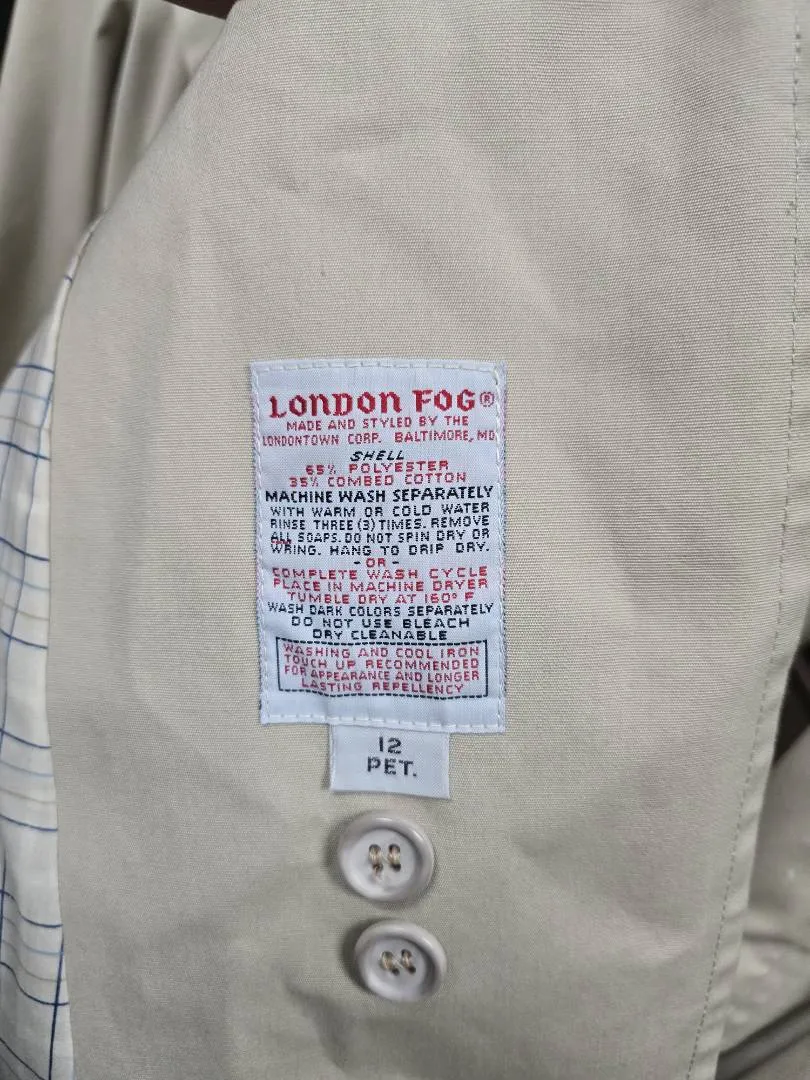 LONDON FOG®
MADE AND STYLED BY THE
LONDONTOWN CORP. BALTIMORE, MD
SHELL
65% POLYESTER
35% COMBED COTTON
MACHINE WASH SEPARATELY
WITH WARM OR COLD WATER
RINSE THREE (3) TIMES. REMOVE
ALL SOAPS. DO NOT SPIN DRY OR
WRING. HANG TO DRIP DRY.
- OR -
COMPLETE WASH CYCLE
PLACE IN MACHINE DRYER
TUMBLE DRY AT 160° F
WASH DARK COLORS SEPARATELY
DO NOT USE BLEACH
DRY CLEANABLE
WASHING AND COOL IRON
TOUCH UP RECOMMENDED
FOR APPEARANCE AND LONGER
LASTING REPELLENCY
12
PET.